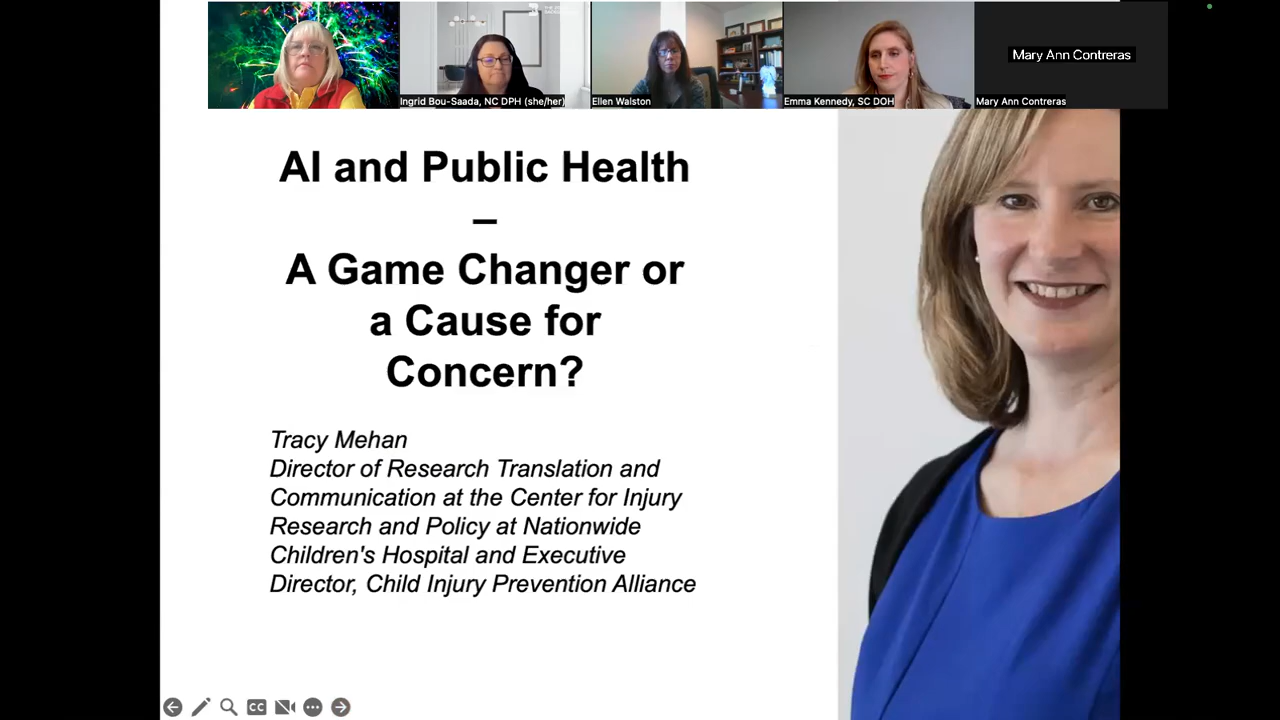 Ingrid Bou-Saada, NC DPH (she/her)
Ellen Walston
Emma Kennedy, SC DOH
Mary Ann Contreras
Mary Ann Contreras
AI and Public Health
–
A Game Changer or
a Cause for
Concern?
Tracy Mehan
Director of Research Translation and
Communication at the Center for Injury
Research and Policy at Nationwide
Children's Hospital and Executive
Director, Child Injury Prevention Alliance
CC